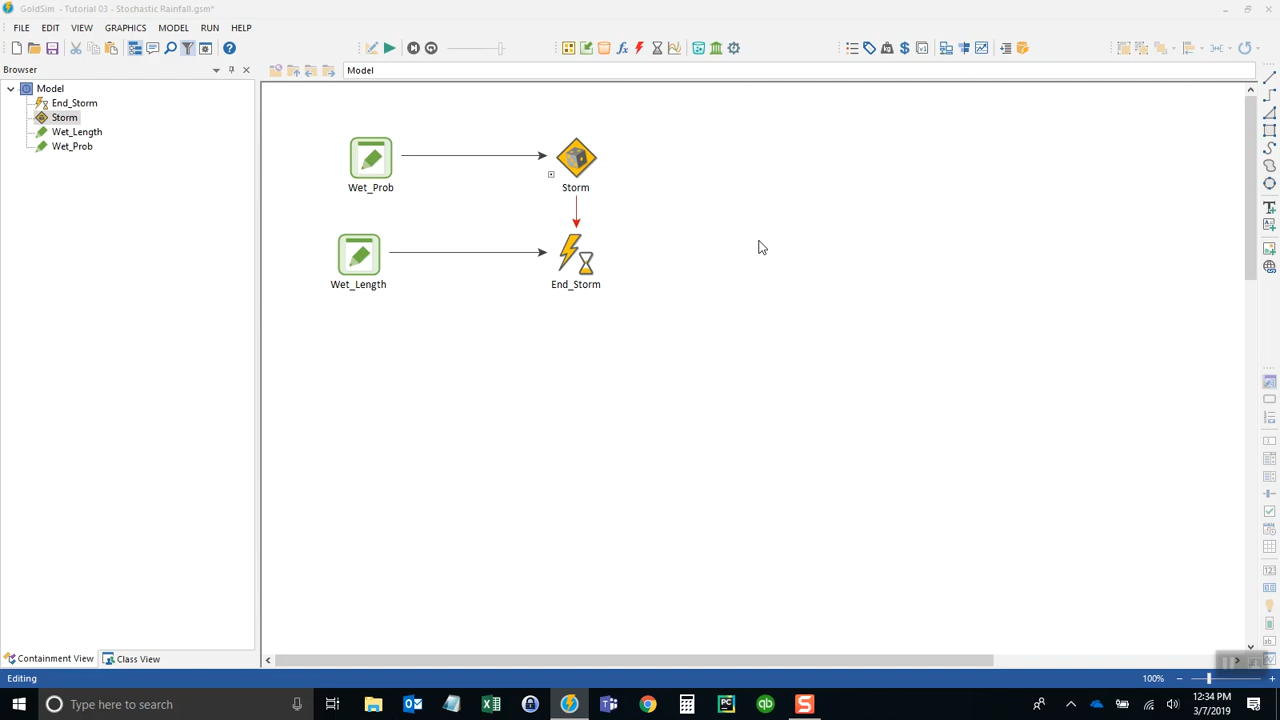 GoldSim - Tutorial 03 - Stochastic Rainfall.gsm*
FILE EDIT VIEW GRAPHICS MODEL RUN HELP
Browser
Model
Model
End_Storm
Storm
Wet_Length
Wet_Prob
Wet_Prob
Storm
Wet_Length
End_Storm
Containment View Class View
Editing
100%
Type here to search
12:34 PM
3/7/2019